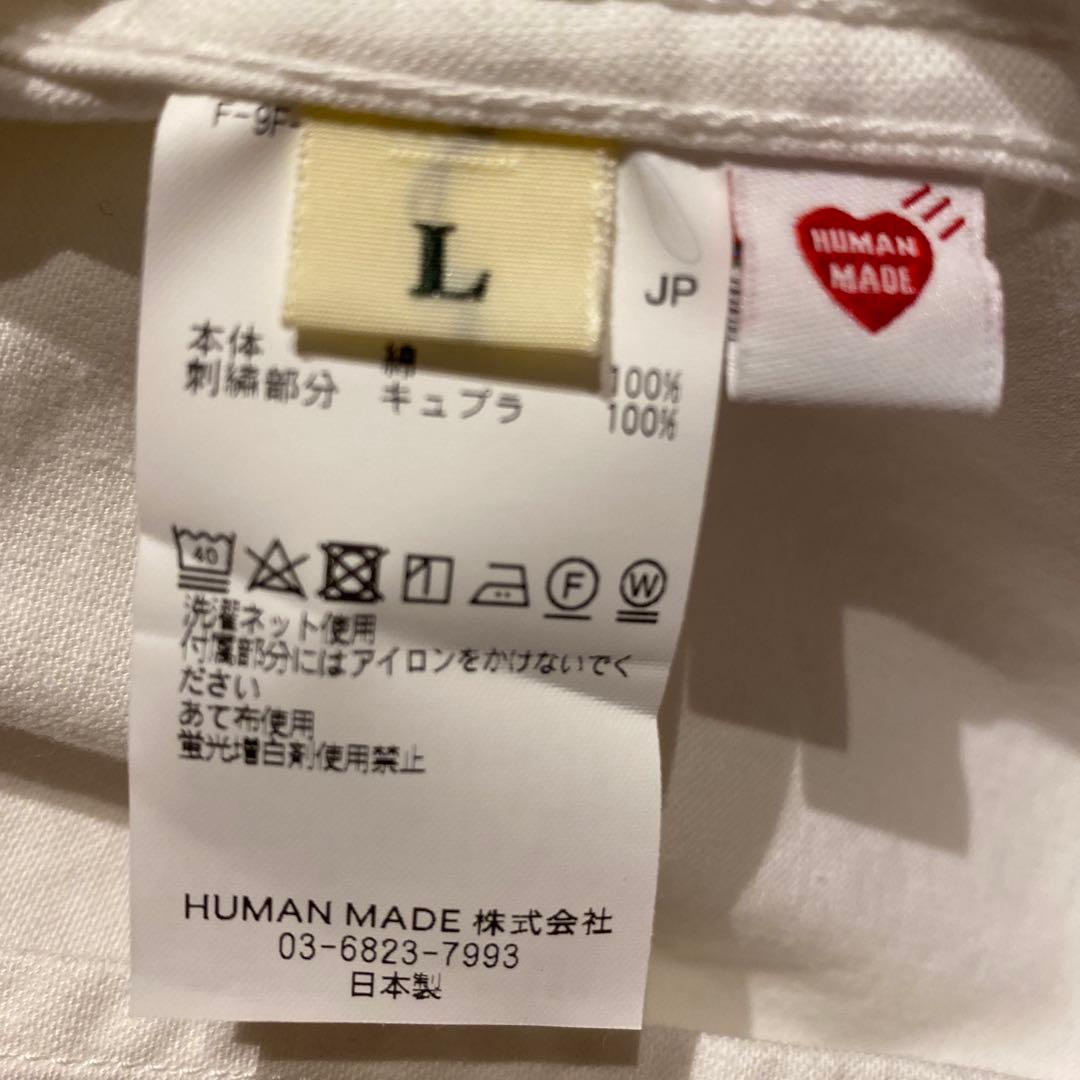 F-9F-
L
JP
HUMAN
MADE
本体 綿 100%
刺繍部分 キュプラ 100%
40
F
W
洗濯ネット使用
付属部分にはアイロンをかけないでく
ださい
あて布使用
蛍光増白剤使用禁止
HUMAN MADE 株式会社
03-6823-7993
日本製